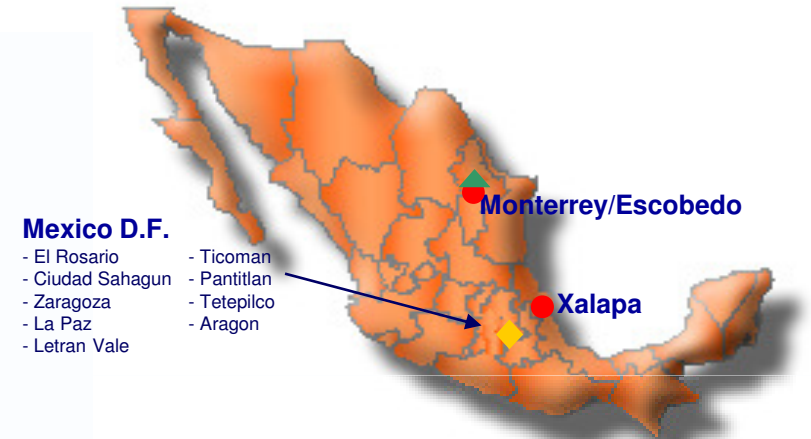 Monterrey/Escobedo
Mexico D.F.
- El Rosario
- Ciudad Sahagun
- Zaragoza
- La Paz
- Letran Vale
- Ticoman
- Pantitlan
- Tetepilco
- Aragon
Xalapa